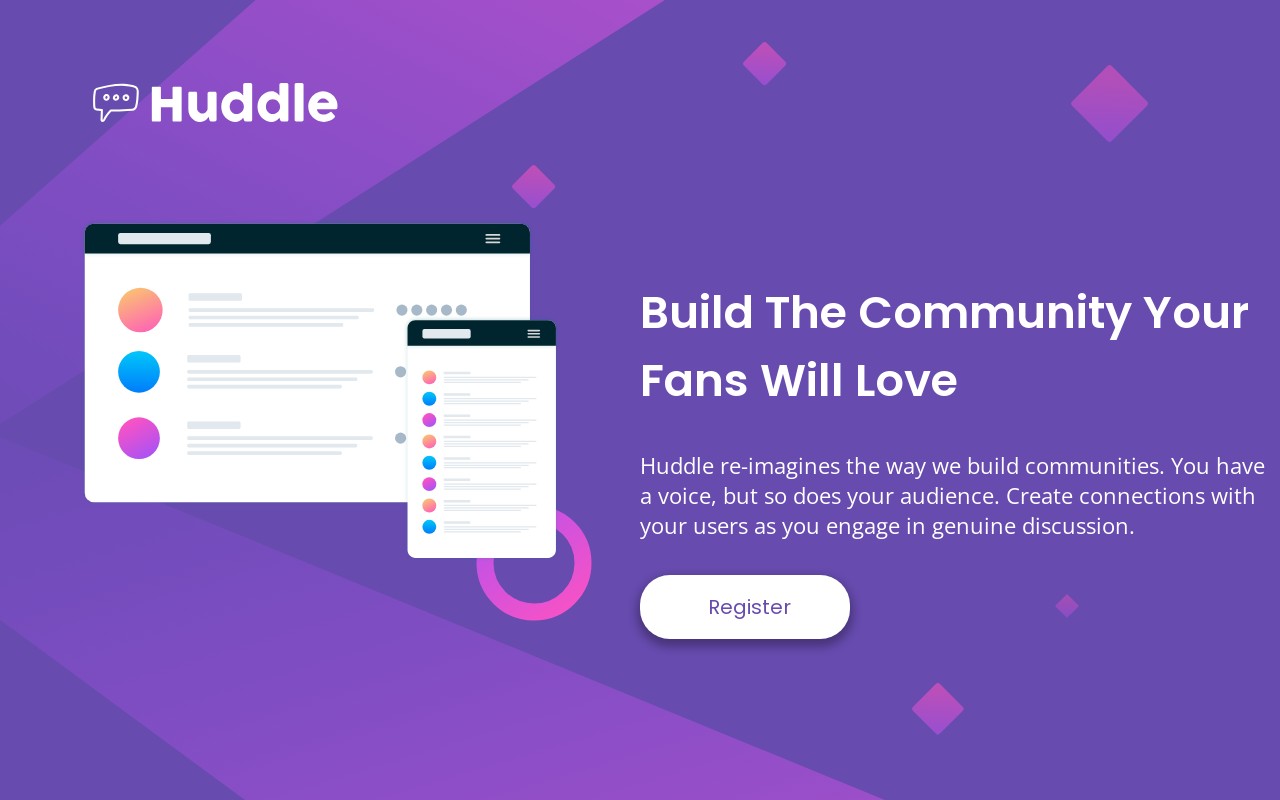 Huddle
Build The Community Your
Fans Will Love
Huddle re-imagines the way we build communities. You have
a voice, but so does your audience. Create connections with
your users as you engage in genuine discussion.
Register